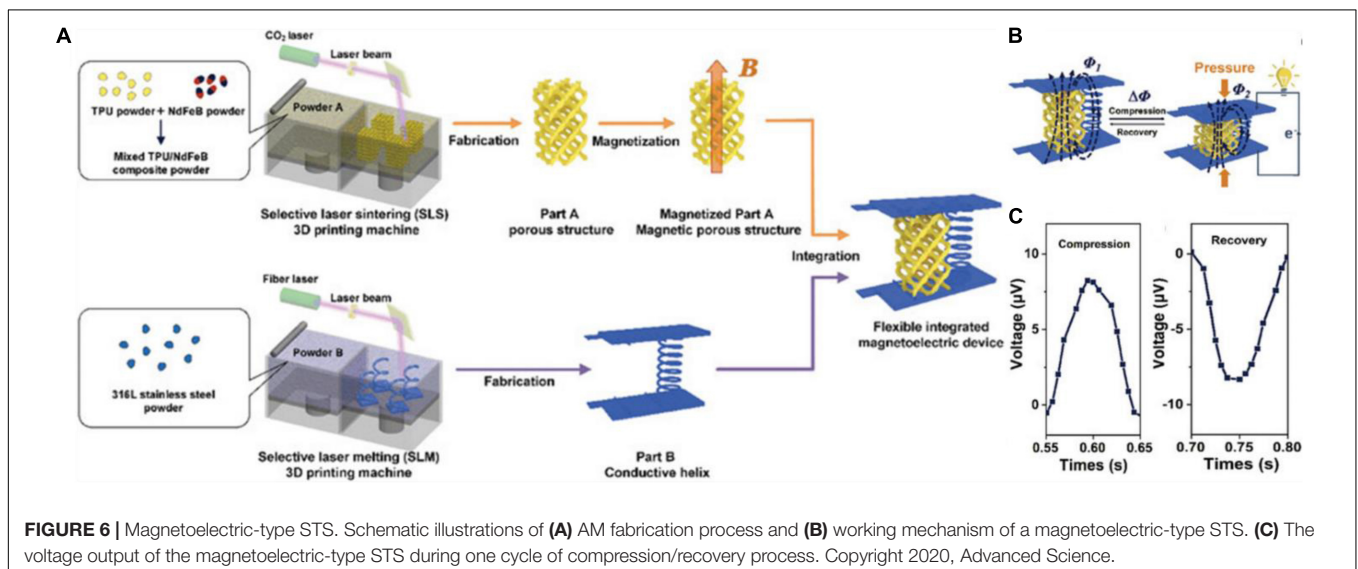 A
CO2 laser
Laser beam
TPU powder + NdFeB powder
Mixed TPU/NdFeB
composite powder
Powder A
Selective laser sintering (SLS)
3D printing machine
Fabrication
Part A
porous structure
Magnetization
B
Magnetized Part A
Magnetic porous structure
Fiber laser
Laser beam
316L stainless steel
powder
Powder B
Selective laser melting (SLM)
3D printing machine
Fabrication
Part B
Conductive helix
Integration
Flexible integrated
magnetoelectric device
B
Φ1
ΔΦ
Compression
Recovery
Pressure
Φ2
e-
C
Compression
Voltage (μV)
10
5
0
0.55 0.60 0.65
Times (s)
Recovery
Voltage (μV)
0
-5
-10
0.70 0.75 0.80
Times (s)
FIGURE 6 | Magnetoelectric-type STS. Schematic illustrations of (A) AM fabrication process and (B) working mechanism of a magnetoelectric-type STS. (C) The
voltage output of the magnetoelectric-type STS during one cycle of compression/recovery process. Copyright 2020, Advanced Science.